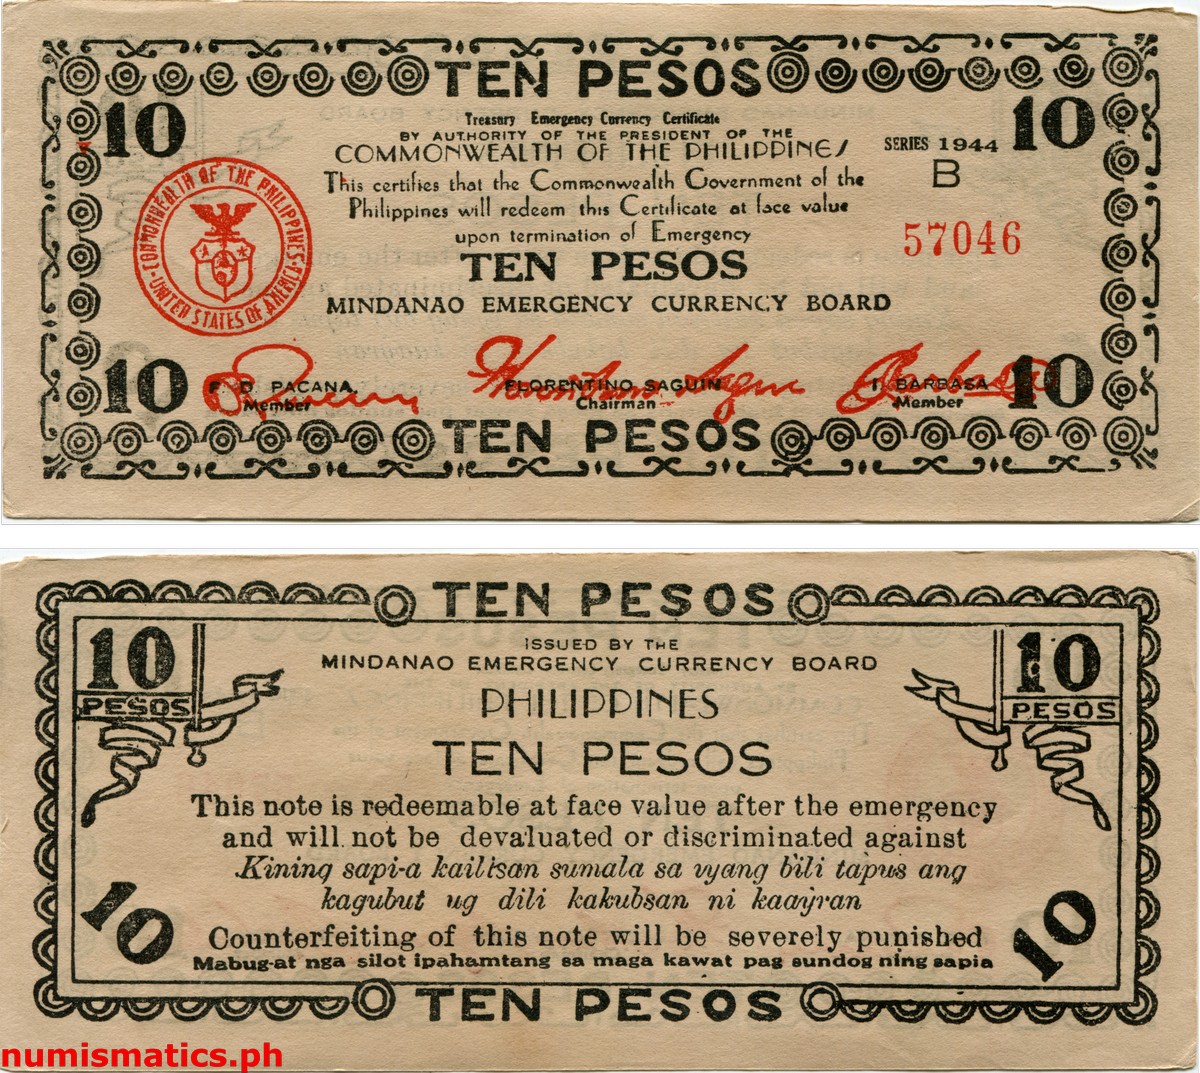 TEN PESOS
10
10
Treasury Emergency Currency Certificate
BY AUTHORITY OF THE PRESIDENT OF THE
COMMONWEALTH OF THE PHILIPPINES
SERIES 1944
B
This certifies that the Commonwealth Government of the
Philippines will redeem this Certificate at face value
upon termination of Emergency
57046
COMMONWEALTH OF THE PHILIPPINES
UNITED STATES OF AMERICA
TEN PESOS
MINDANAO EMERGENCY CURRENCY BOARD
10
10
F. D. PACANA
Member
FLORENTINO SAGUIN
Chairman
I. BARBASA
Member
TEN PESOS
TEN PESOS
10
PESOS
10
PESOS
ISSUED BY THE
MINDANAO EMERGENCY CURRENCY BOARD
PHILIPPINES
TEN PESOS
This note is redeemable at face value after the emergency
and will not be devaluated or discriminated against
Kining sapi-a kailisan sumala sa vyang bili tapus ang
kagubut ug dili kakubsan ni kaayran
10
10
Counterfeiting of this note will be severely punished
Mabug-at nga silot ipahamtang sa maga kawat pag sundog ning sapia
TEN PESOS
numismatics.ph